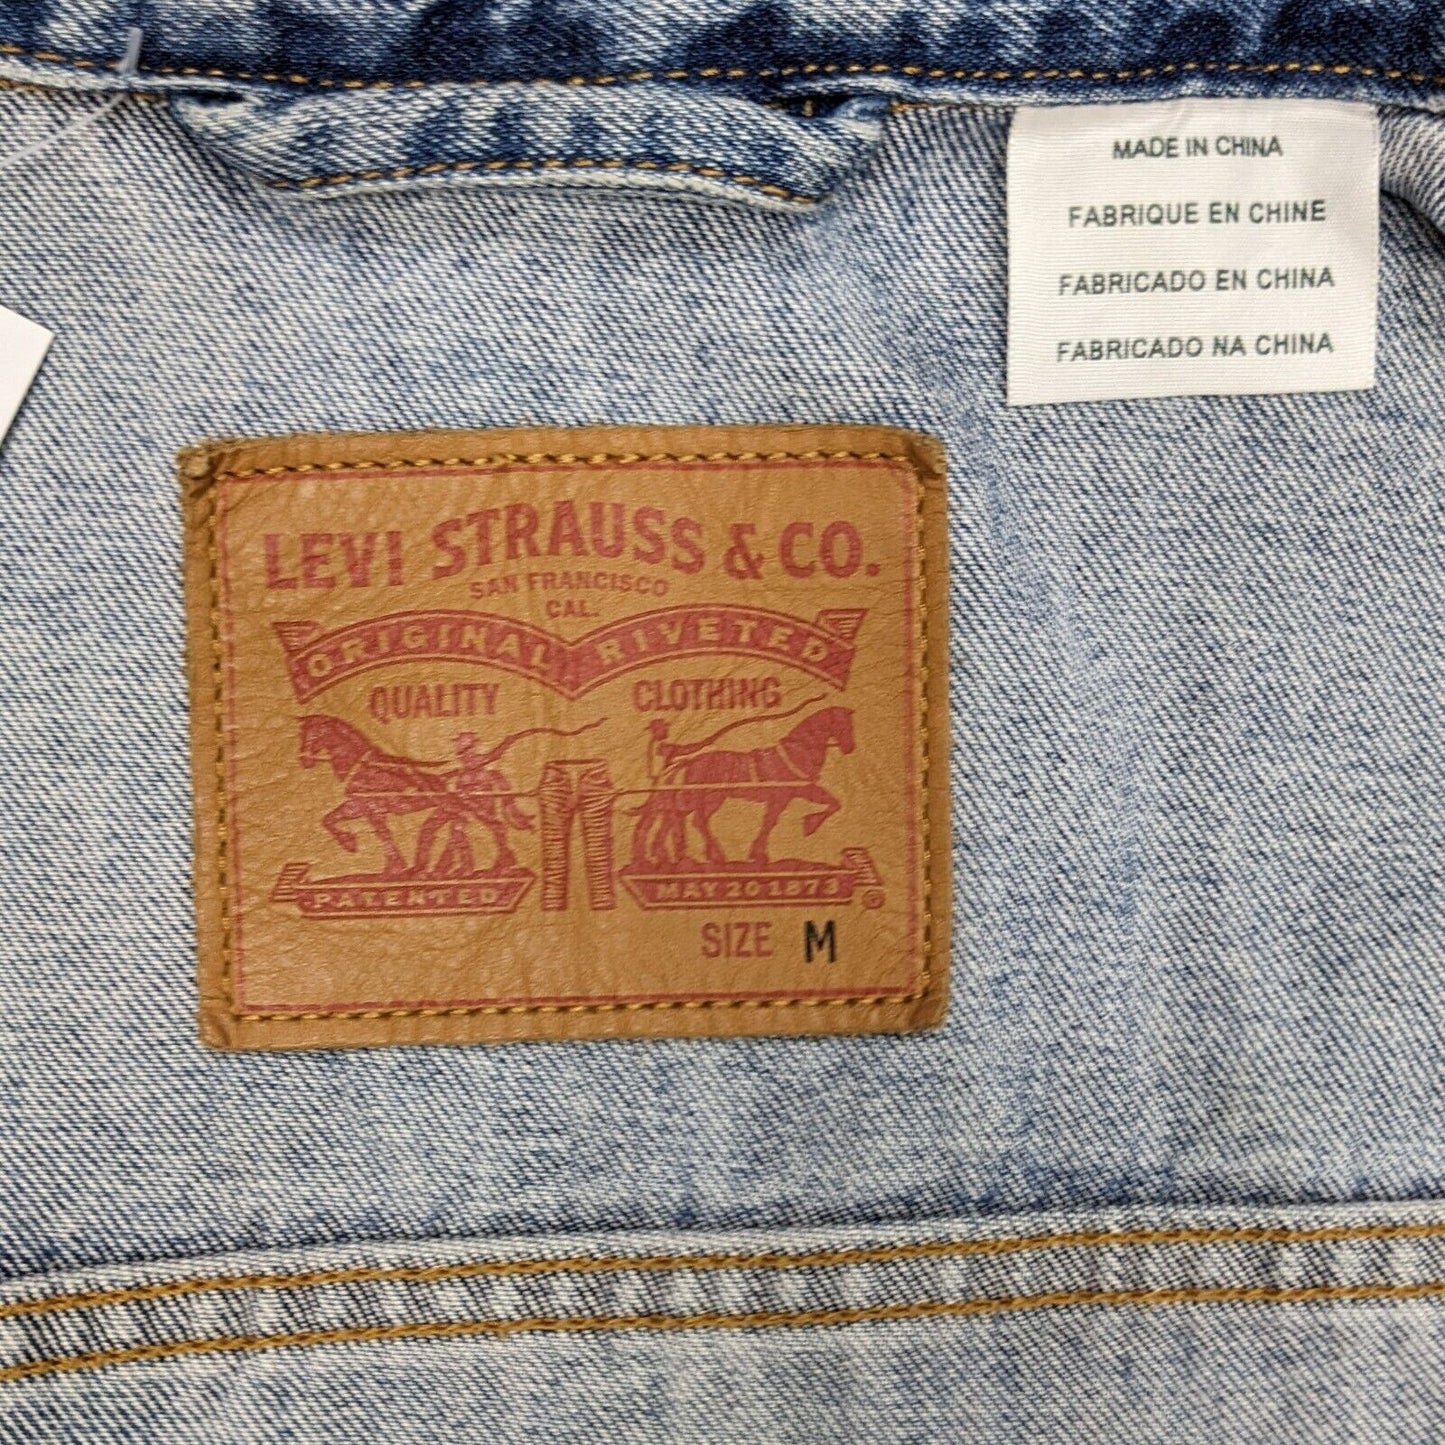 MADE IN CHINA
FABRIQUE EN CHINE
FABRICADO EN CHINA
FABRICADO NA CHINA
LEVI STRAUSS & CO.
SAN FRANCISCO
CAL.
ORIGINAL RIVETED
QUALITY CLOTHING
PATENTED MAY 20 1873 ©
SIZE M